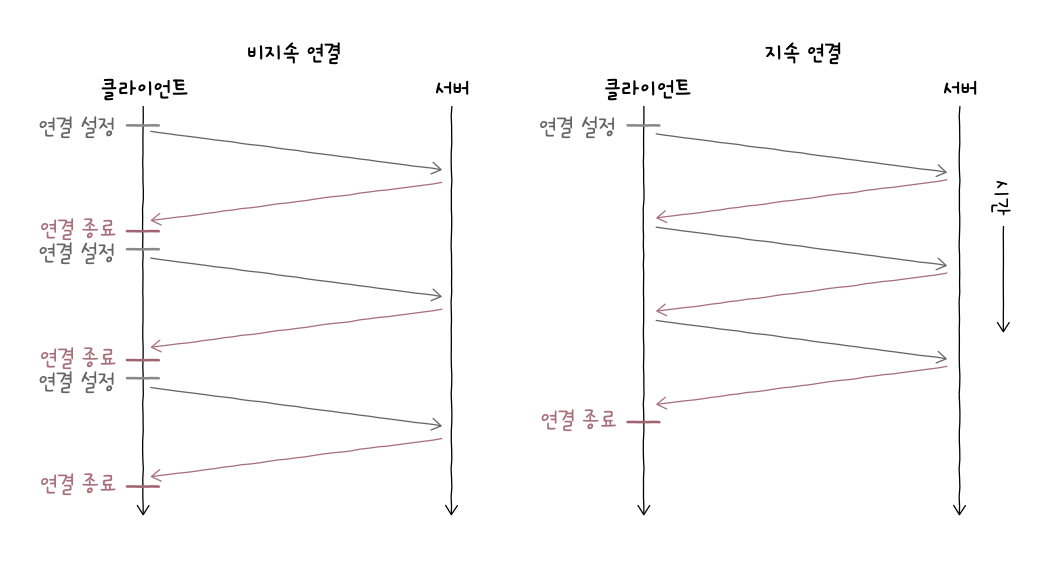 비지속 연결
클라이언트
서버
연결 설정
연결 종료
연결 설정
연결 종료
연결 설정
연결 종료
지속 연결
클라이언트
서버
연결 설정
연결 종료
시간